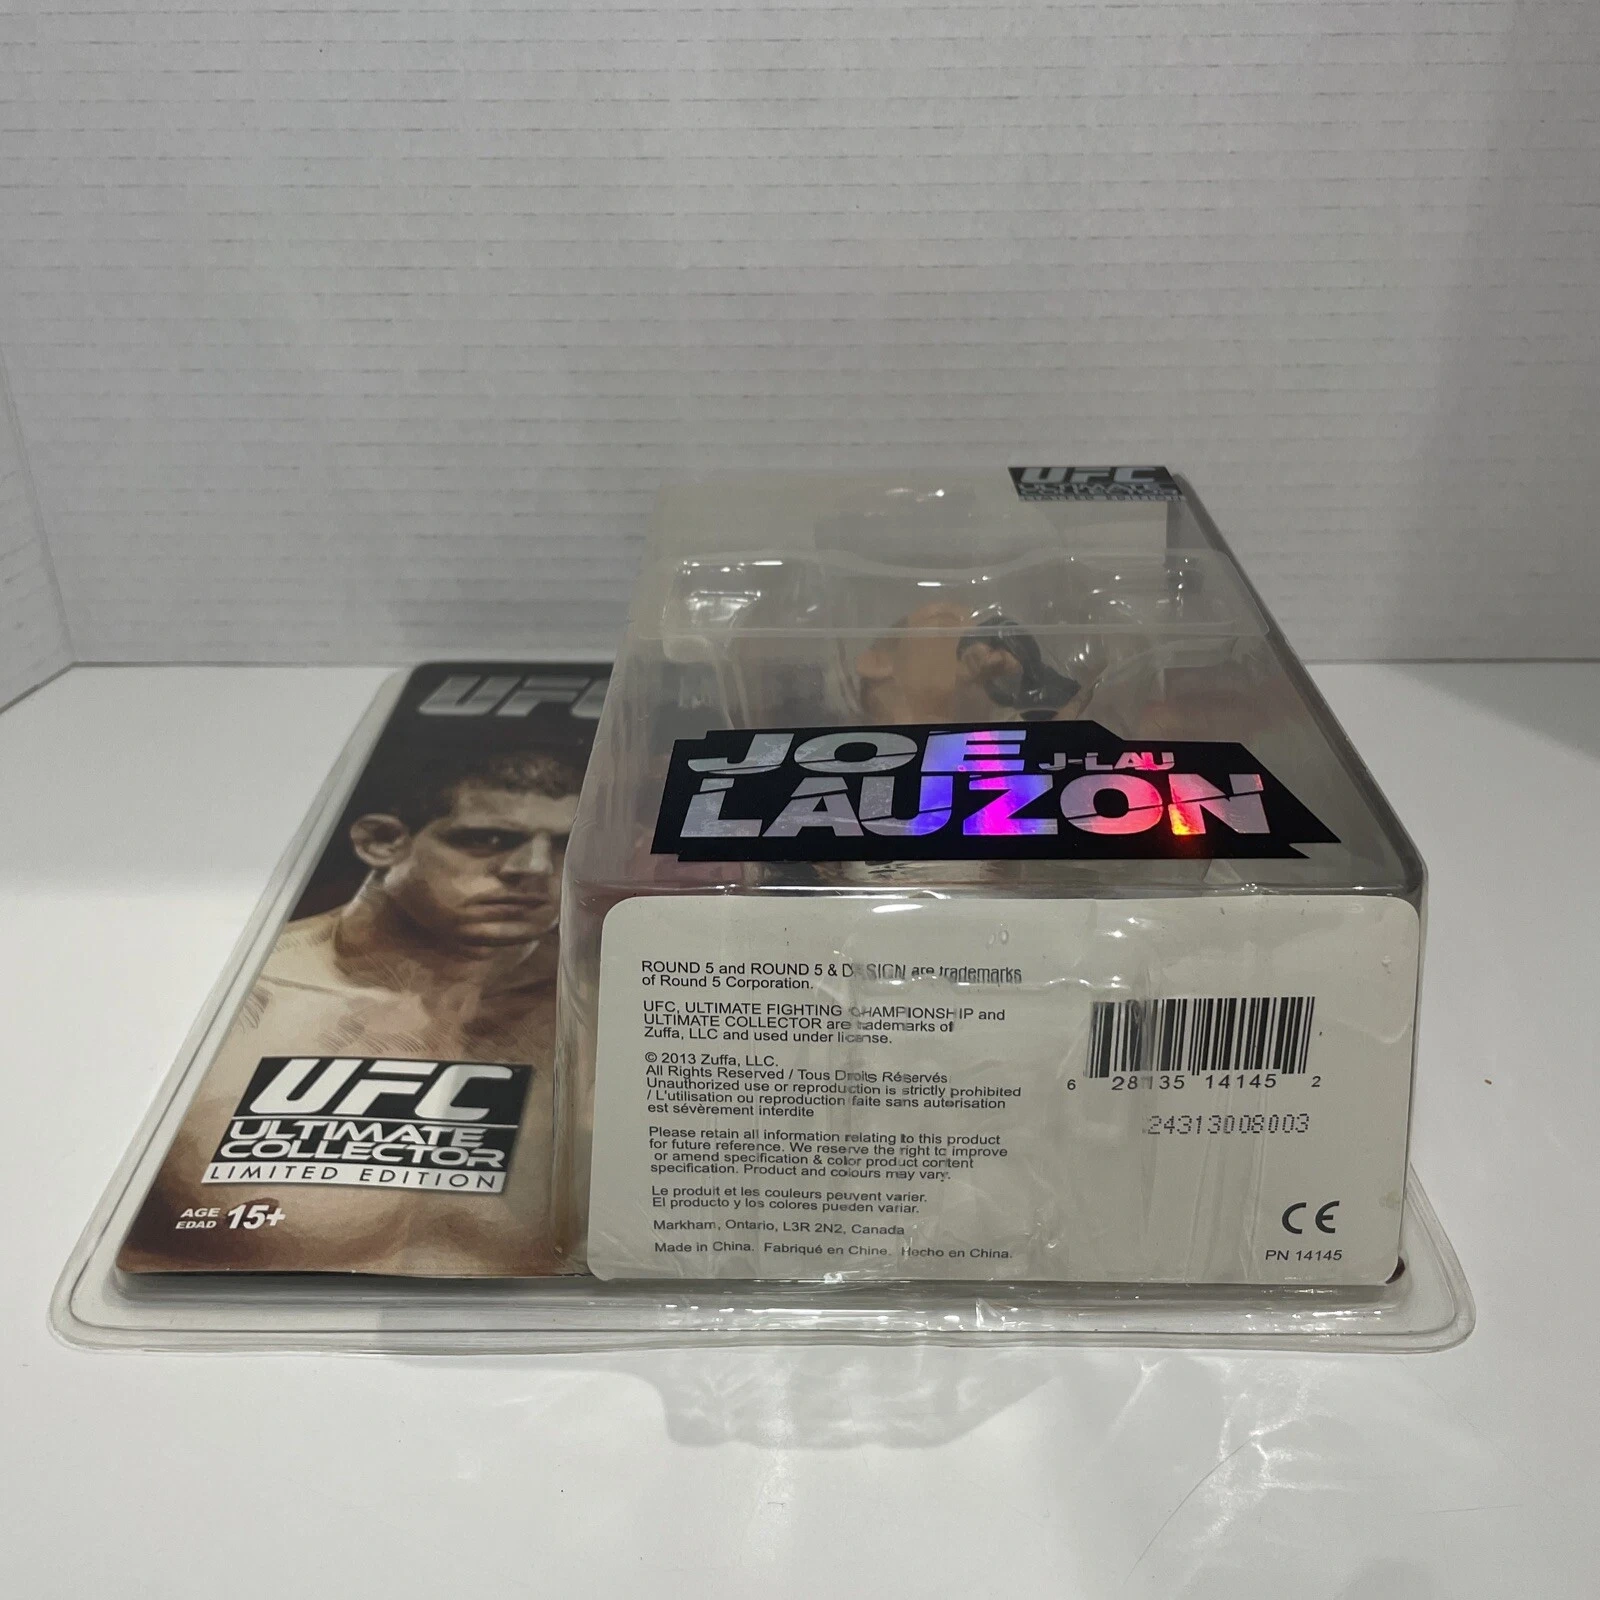 UFC
ULTIMATE
COLLECTOR
LIMITED EDITION
UFC
JOE J-LAU
LAUZON
UFC
ULTIMATE
COLLECTOR
LIMITED EDITION
AGE
EDAD 15+
ROUND 5 and ROUND 5 & DESIGN are trademarks
of Round 5 Corporation.
UFC, ULTIMATE FIGHTING CHAMPIONSHIP and
ULTIMATE COLLECTOR are trademarks of
Zuffa, LLC and used under license.
© 2013 Zuffa, LLC.
All Rights Reserved / Tous Droits Réservés
Unauthorized use or reproduction is strictly prohibited
/ L'utilisation ou reproduction faite sans autorisation
est sévèrement interdite
Please retain all information relating to this product
for future reference. We reserve the right to improve
or amend specification & color product content
specification. Product and colours may vary.
Le produit et les couleurs peuvent varier.
El producto y los colores pueden variar.
Markham, Ontario, L3R 2N2, Canada
Made in China. Fabriqué en Chine. Hecho en China.
6 28135 14145 2
24313008003
CE
PN 14145